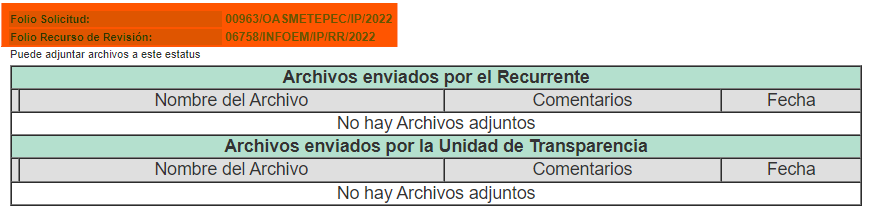 Folio Solicitud: 00963/OASMETEPEC/IP/2022
Folio Recurso de Revisión: 06758/INFOEM/IP/RR/2022
Puede adjuntar archivos a este estatus
Archivos enviados por el Recurrente
Nombre del Archivo Comentarios Fecha
No hay Archivos adjuntos
Archivos enviados por la Unidad de Transparencia
Nombre del Archivo Comentarios Fecha
No hay Archivos adjuntos